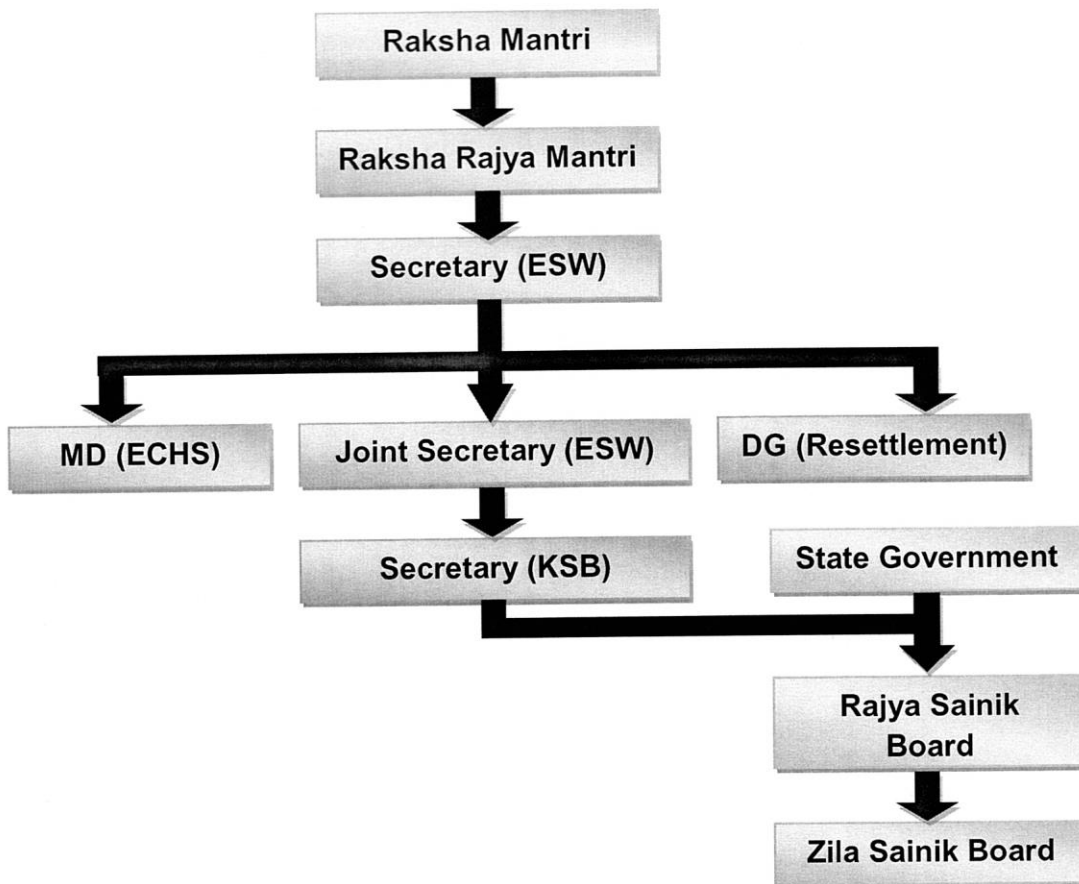 Raksha Mantri
Raksha Rajya Mantri
Secretary (ESW)
MD (ECHS)
Joint Secretary (ESW)
DG (Resettlement)
Secretary (KSB)
State Government
Rajya Sainik
Board
Zila Sainik Board